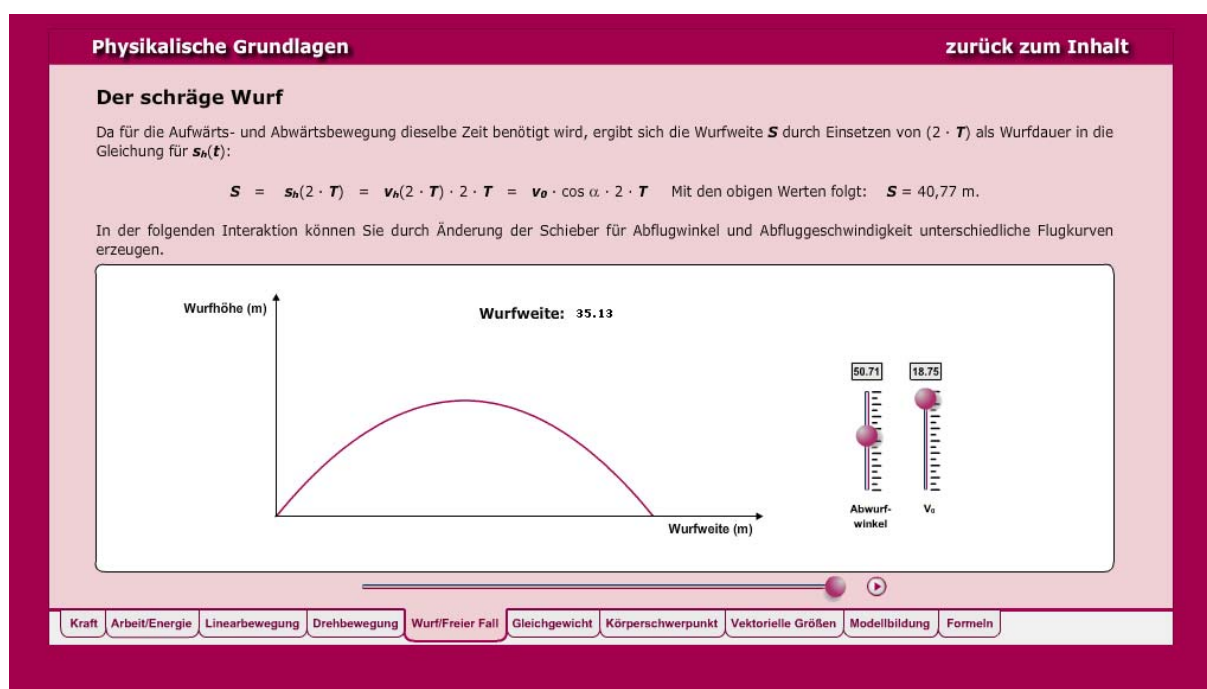 Physikalische Grundlagen
zurück zum Inhalt
Der schräge Wurf
Da für die Aufwärts- und Abwärtsbewegung dieselbe Zeit benötigt wird, ergibt sich die Wurfweite S durch Einsetzen von (2 · T) als Wurfdauer in die
Gleichung für sₕ(t):
S = sₕ(2 · T) = vₕ(2 · T) · 2 · T = v₀ · cos α · 2 · T Mit den obigen Werten folgt: S = 40,77 m.
In der folgenden Interaktion können Sie durch Änderung der Schieber für Abflugwinkel und Abfluggeschwindigkeit unterschiedliche Flugkurven
erzeugen.
Wurfhöhe (m)
Wurfweite: 35.13
50.71
18.75
Abwurf-
winkel
V₀
Wurfweite (m)
Kraft
Arbeit/Energie
Linearbewegung
Drehbewegung
Wurf/Freier Fall
Gleichgewicht
Körperschwerpunkt
Vektorielle Größen
Modellbildung
Formeln